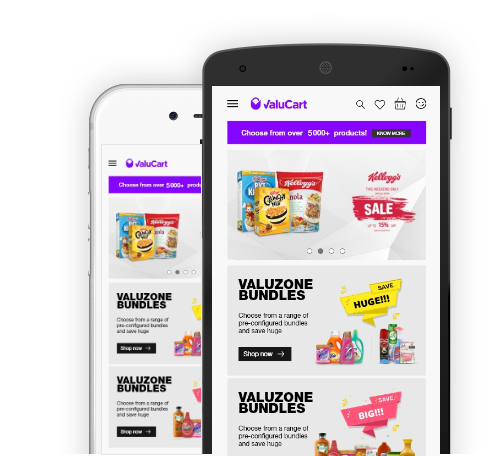 ValuCart
Choose from over 5000+ products! KNOW MORE
Kellogg's
THIS WEEKEND ONLY
SALE
UP TO 15% OFF
VALUZONE
BUNDLES
Choose from a range of
pre-configured bundles
and save huge
Shop now
SAVE
HUGE!!!
VALUZONE
BUNDLES
Choose from a range of
pre-configured bundles
and save huge
SAVE
BIG!!!
ValuCart
Choose from over 5000+ produ
VALUZONE
BUNDLES
Choose from a range of
pre-configured bundles
and save huge
Shop now
VALUZONE
BUNDLES
Choose from a range of
pre-configured bundles
and save huge
Shop now